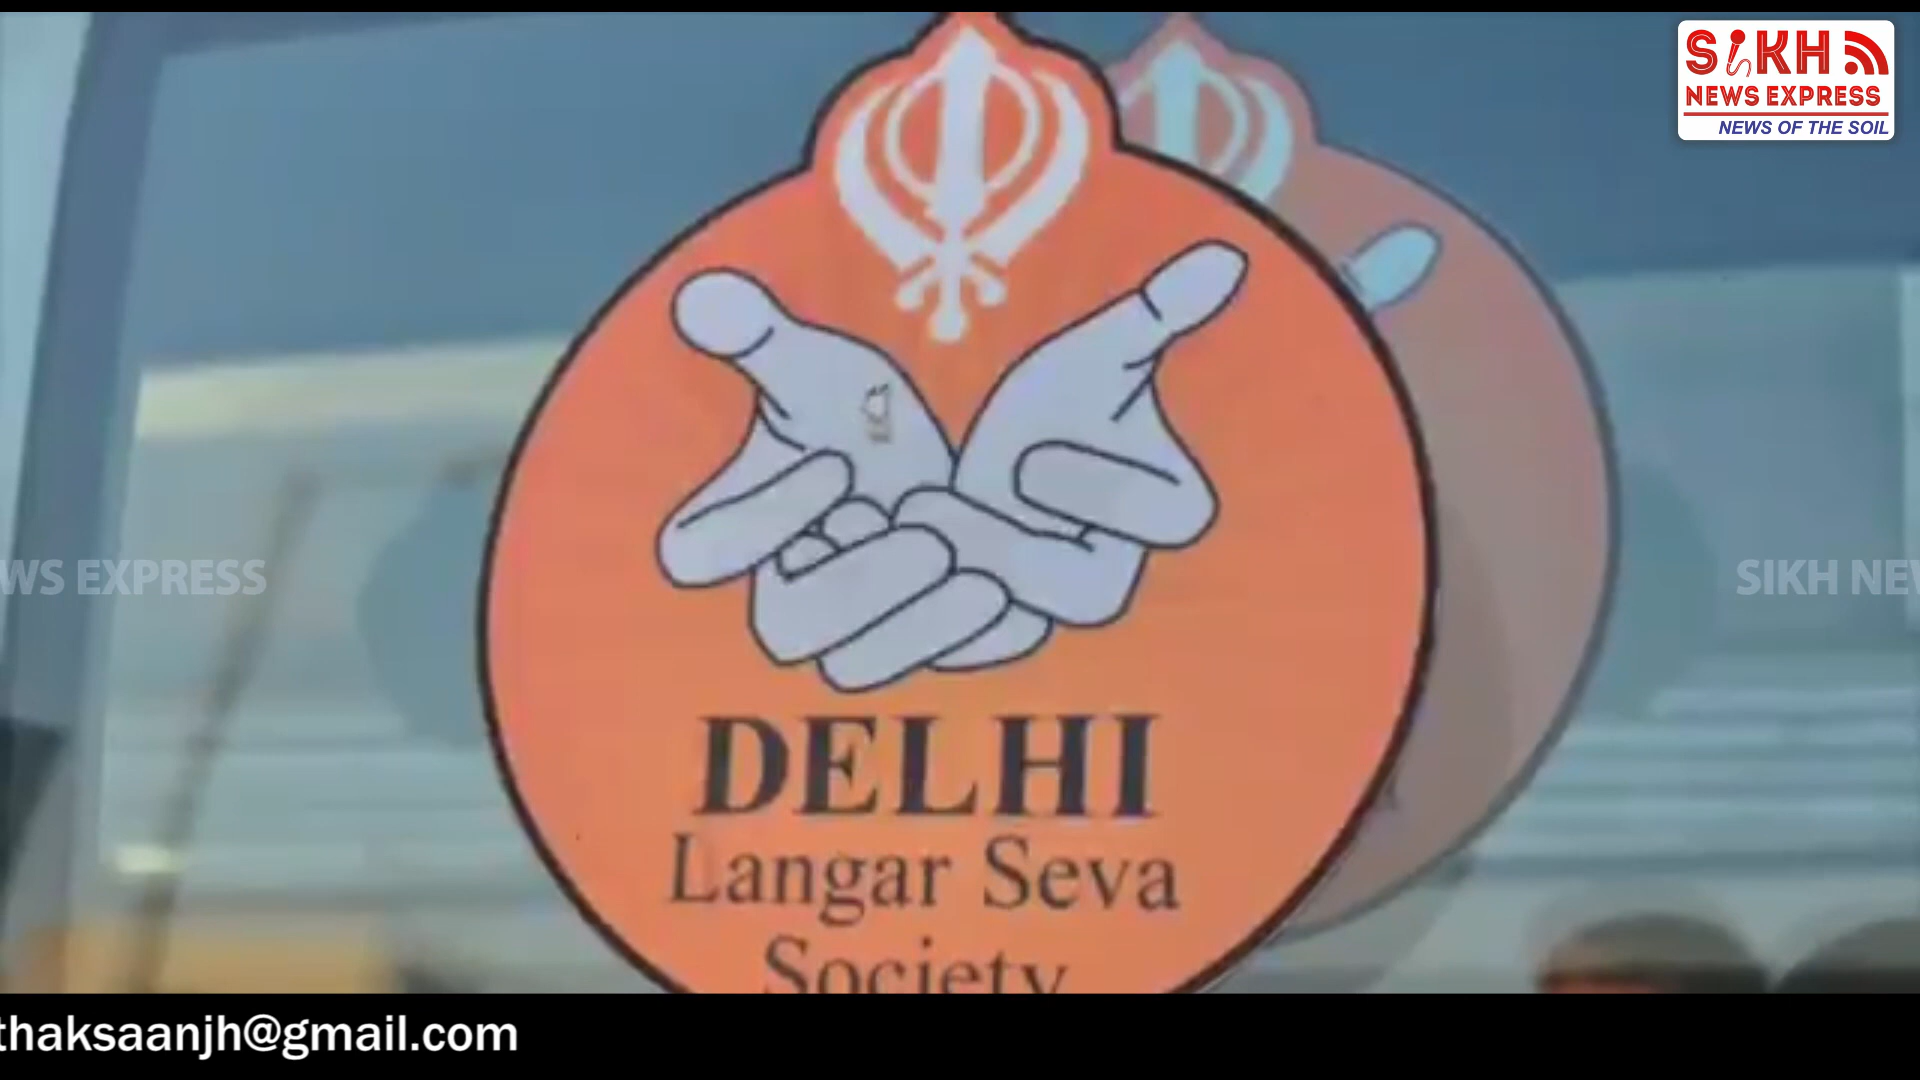 SiKH
NEWS EXPRESS
NEWS OF THE SOIL
WS EXPRESS
SIKH NEW
DELHI
Langar Seva
Society
thaksaanjh@gmail.com